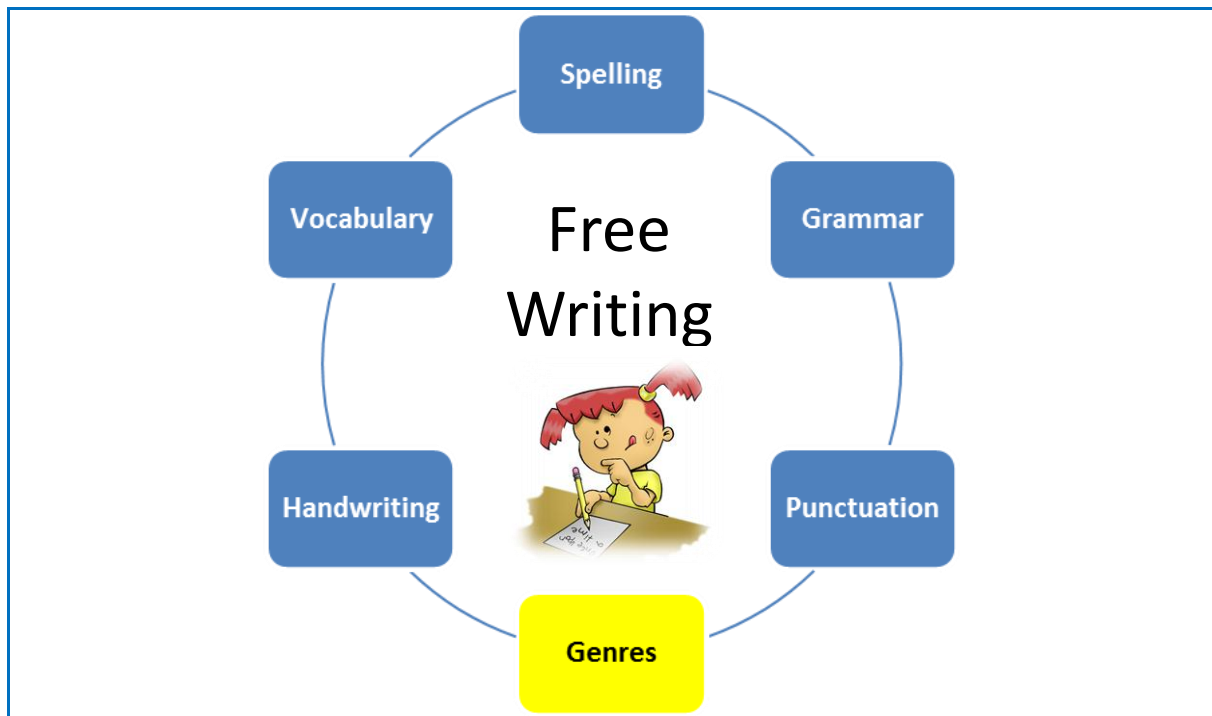 Spelling
Vocabulary
Grammar
Free
Writing
Handwriting
Punctuation
Genres